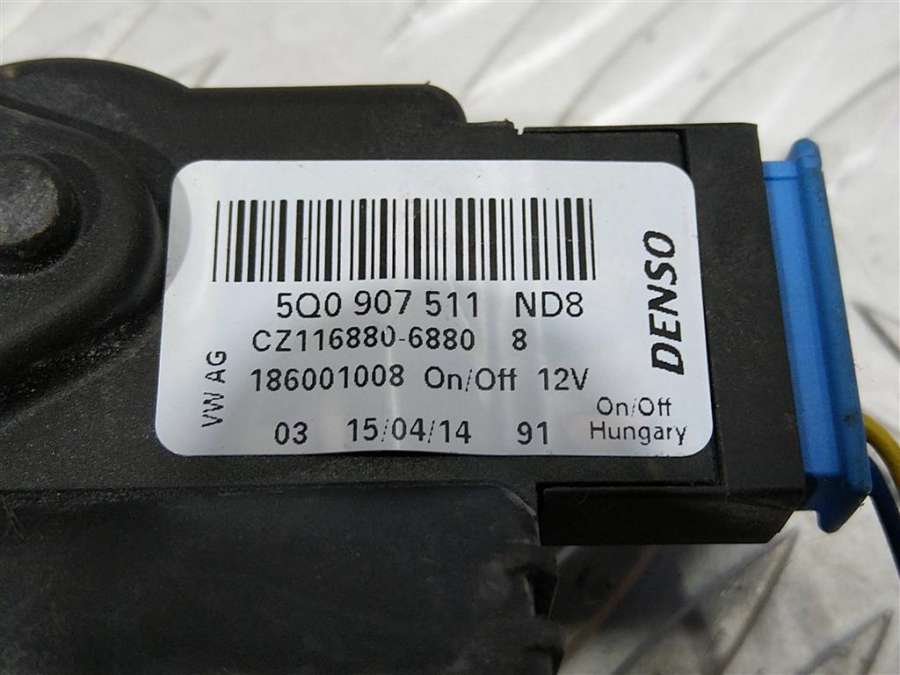 5Q0 907 511 ND8
CZ116880-6880 8
186001008 On/Off 12V
03 15/04/14 91
VW AG
DENSO
On/Off
Hungary